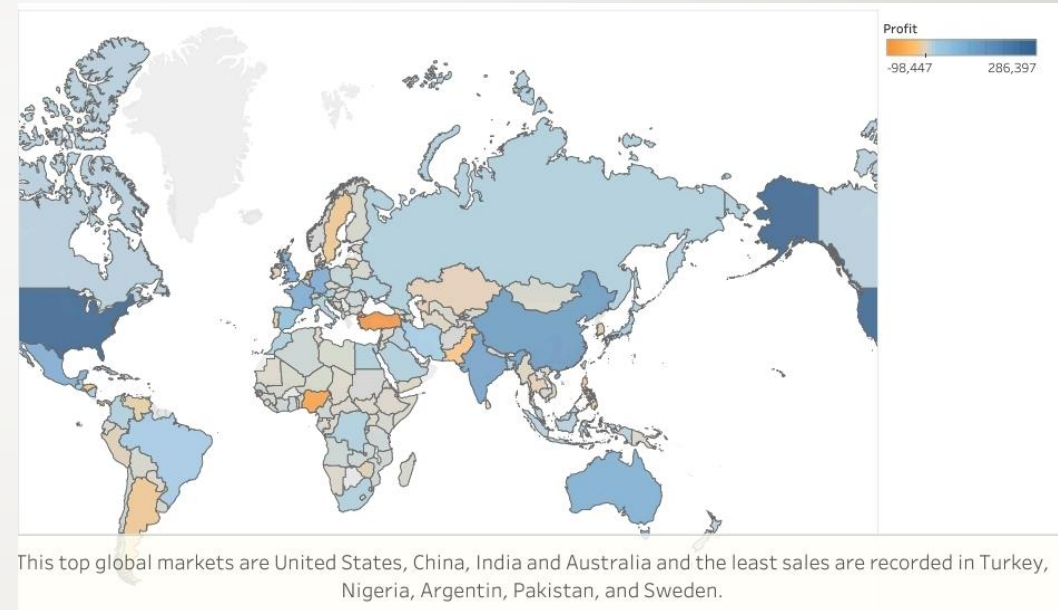 Profit
-98,447 286,397
This top global markets are United States, China, India and Australia and the least sales are recorded in Turkey,
Nigeria, Argentin, Pakistan, and Sweden.